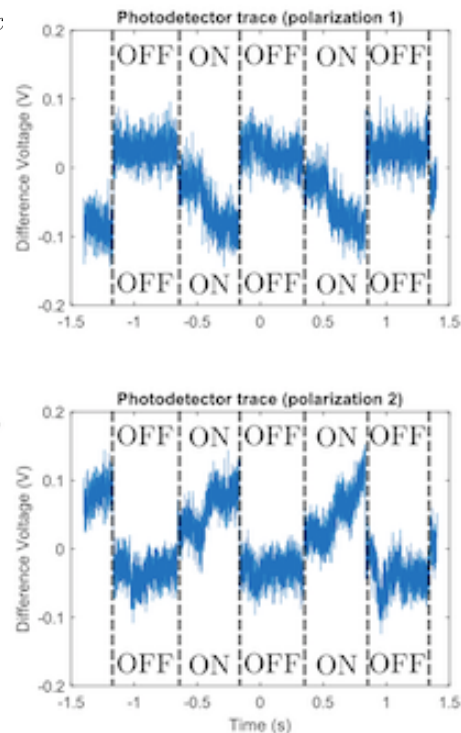 Photodetector trace (polarization 1)
0.2
OFF ON OFF ON OFF
0.1
0
-0.1
OFF ON OFF ON OFF
-0.2
Difference Voltage (V)
-1.5 -1 -0.5 0 0.5 1 1.5
Photodetector trace (polarization 2)
0.2
OFF ON OFF ON OFF
0.1
0
-0.1
OFF ON OFF ON OFF
-0.2
Difference Voltage (V)
-1.5 -1 -0.5 0 0.5 1 1.5
Time (s)